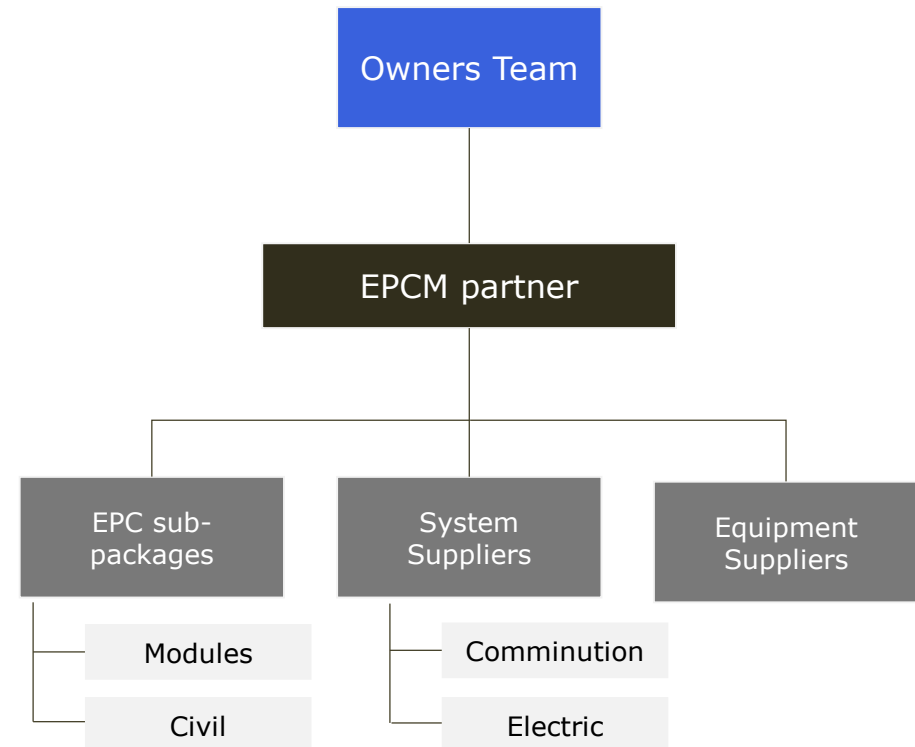 Owners Team
EPCM partner
EPC sub-
packages
System
Suppliers
Equipment
Suppliers
Modules
Comminution
Civil
Electric